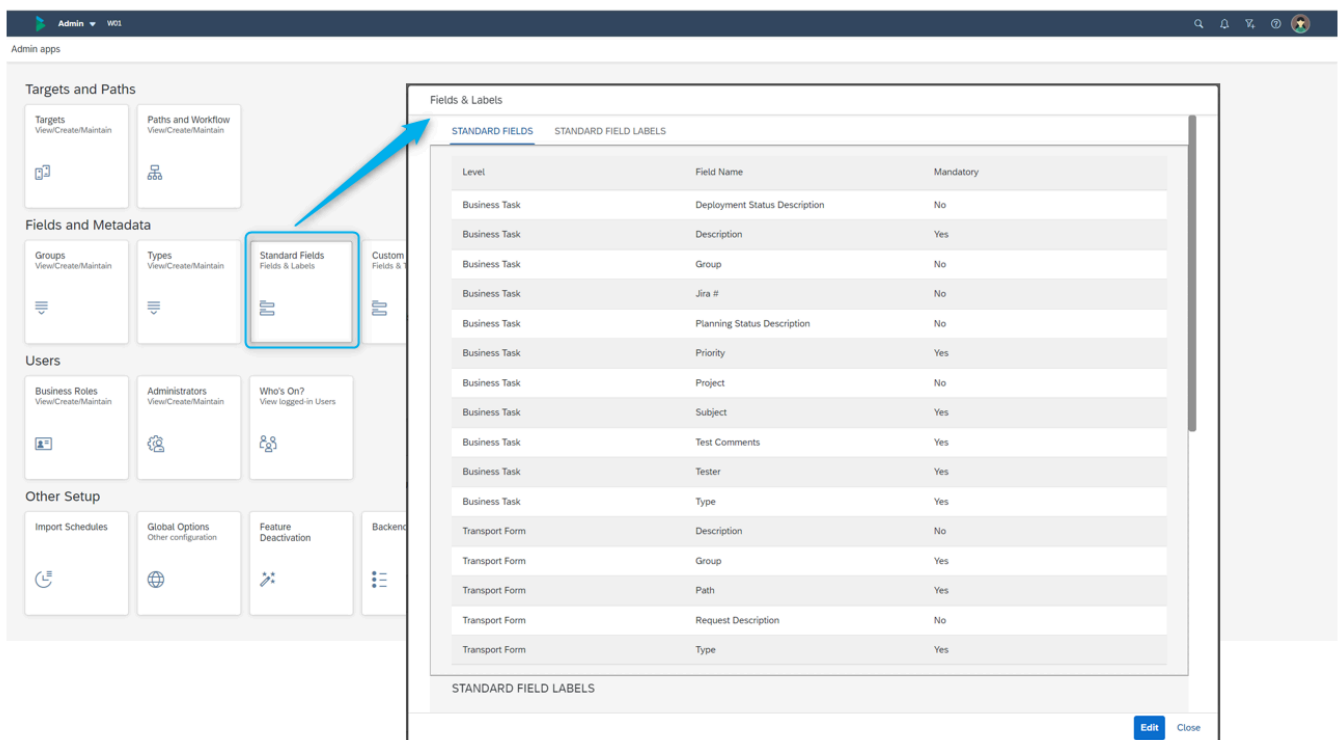 Admin W01
Admin apps
Targets and Paths
Targets
View/Create/Maintain
Paths and Workflow
View/Create/Maintain
Fields and Metadata
Groups
View/Create/Maintain
Types
View/Create/Maintain
Standard Fields
Fields & Labels
Custom
Fields & T
Users
Business Roles
View/Create/Maintain
Administrators
View/Create/Maintain
Who's On?
View logged-in Users
Other Setup
Import Schedules
Global Options
Other configuration
Feature
Deactivation
Backend
Fields & Labels
STANDARD FIELDS STANDARD FIELD LABELS
Level Field Name Mandatory
Business Task Deployment Status Description No
Business Task Description Yes
Business Task Group No
Business Task Jira # No
Business Task Planning Status Description No
Business Task Priority Yes
Business Task Project No
Business Task Subject Yes
Business Task Test Comments Yes
Business Task Tester Yes
Business Task Type Yes
Transport Form Description No
Transport Form Group Yes
Transport Form Path Yes
Transport Form Request Description No
Transport Form Type Yes
STANDARD FIELD LABELS
Edit Close